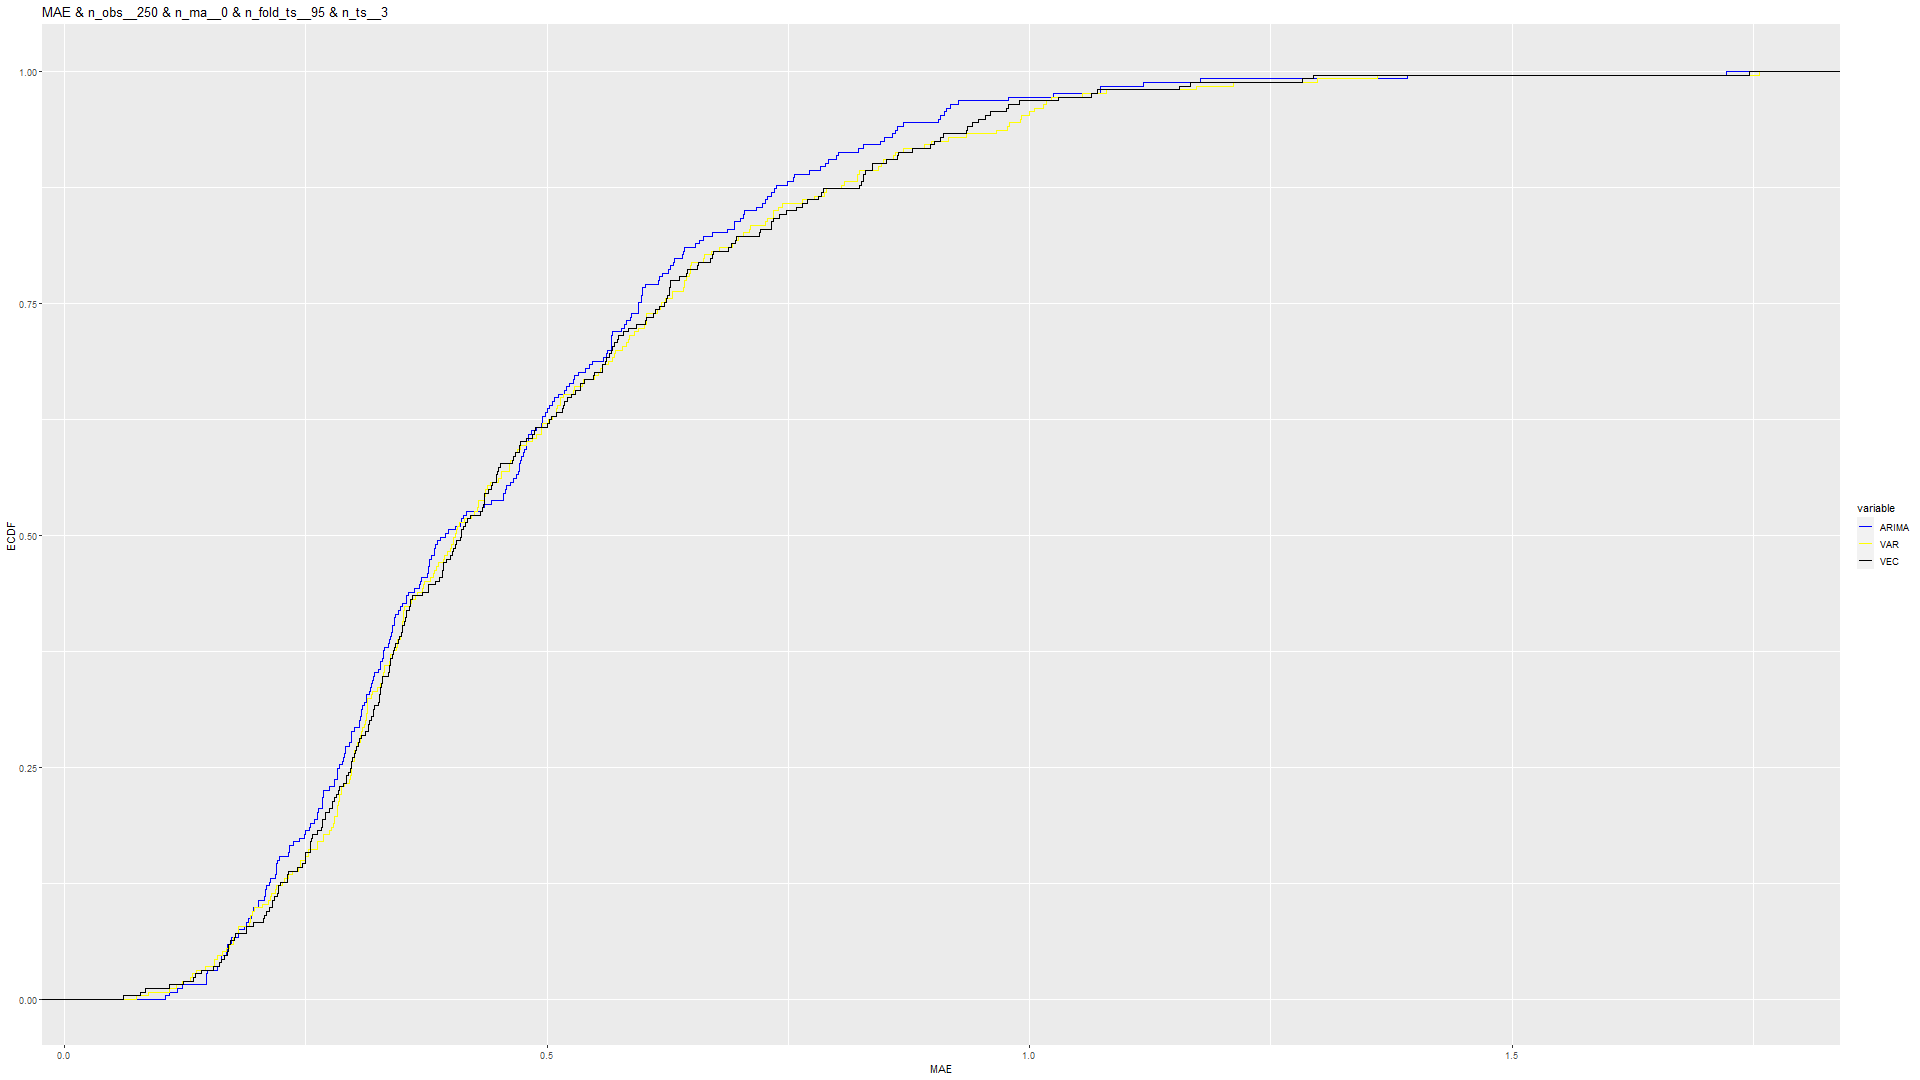 MAE & n_obs__250 & n_ma__0 & n_fold_ts__95 & n_ts__3
1.00
0.75
0.50
0.25
0.00
ECDF
0.0
0.5
1.0
1.5
MAE
variable
ARIMA
VAR
VEC